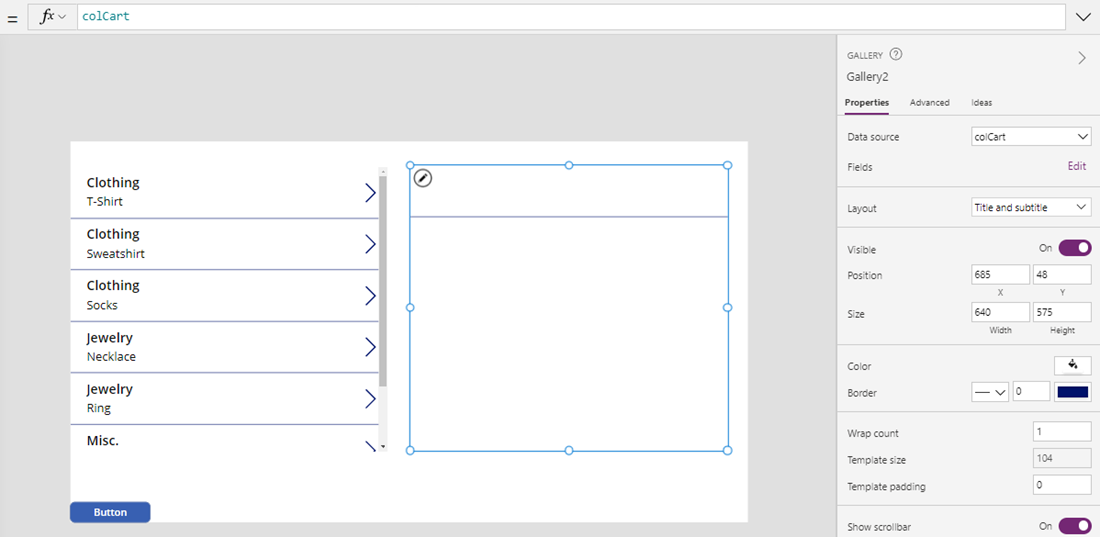 = fx colCart
GALLERY ?
Gallery2
Properties Advanced Ideas
Data source colCart
Fields Edit
Layout Title and subtitle
Visible On
Position 685 48
X Y
Size 640 575
Width Height
Color
Border 0
Wrap count 1
Template size 104
Template padding 0
Show scrollbar On
Clothing
T-Shirt
Clothing
Sweatshirt
Clothing
Socks
Jewelry
Necklace
Jewelry
Ring
Misc.
Button